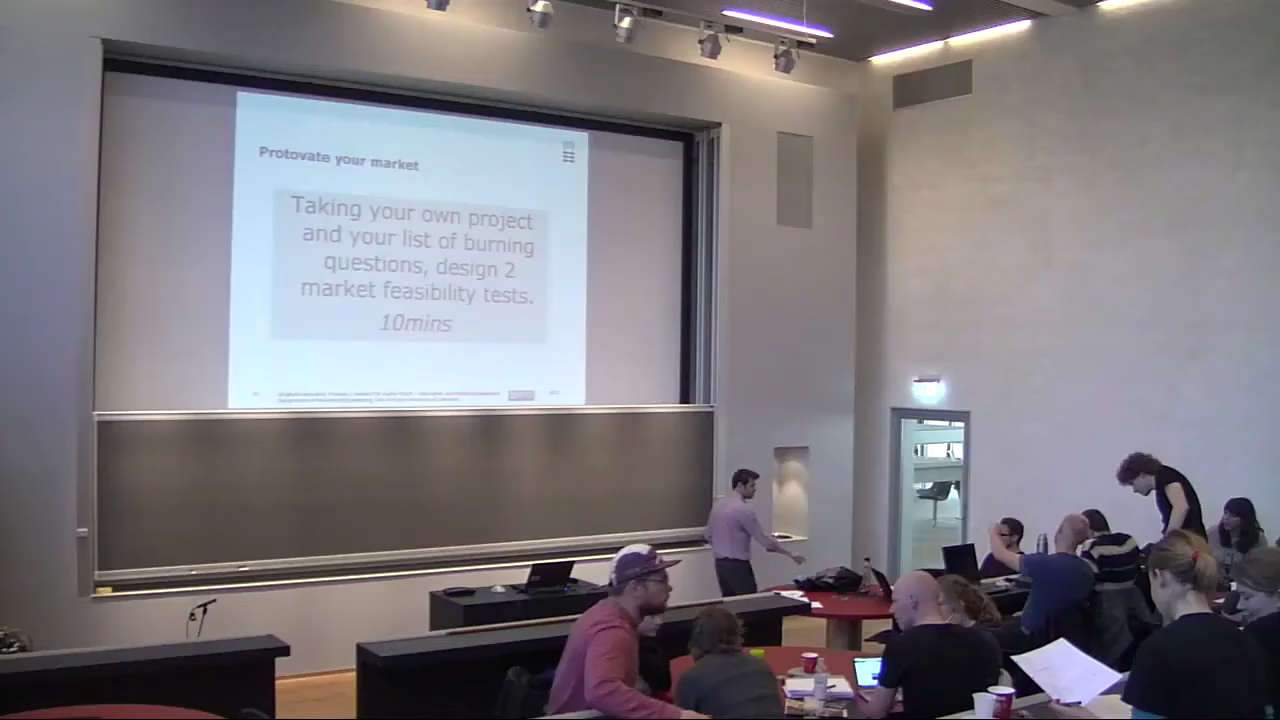 Protovate your market
Taking your own project
and your list of burning
questions, design 2
market feasibility tests.
10mins